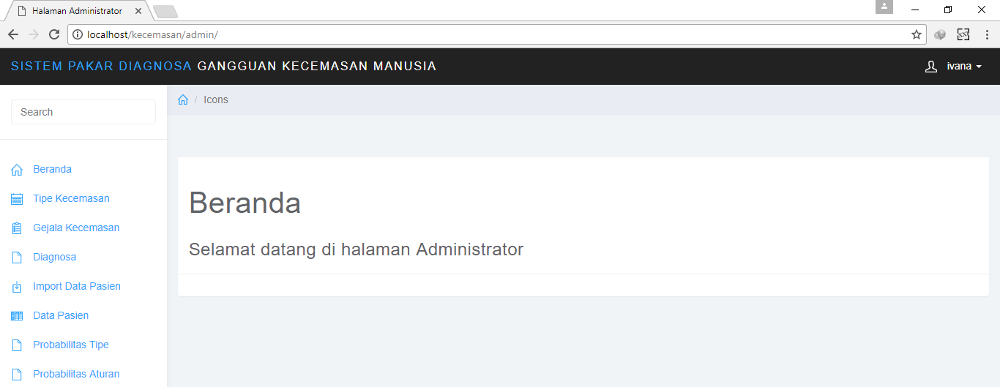 Halaman Administrator
localhost/kecemasan/admin/
SISTEM PAKAR DIAGNOSA GANGGUAN KECEMASAN MANUSIA
ivana
Search
/ Icons
Beranda
Tipe Kecemasan
Gejala Kecemasan
Diagnosa
Import Data Pasien
Data Pasien
Probabilitas Tipe
Probabilitas Aturan
Beranda
Selamat datang di halaman Administrator